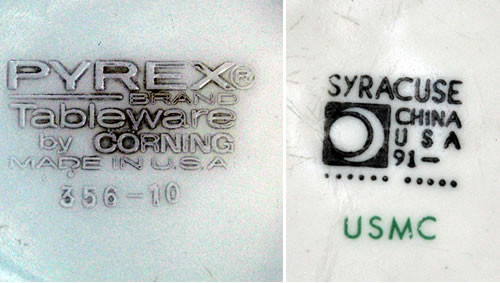 PYREX®
BRAND
Tableware
by CORNING
MADE IN U.S.A.
356-10
SYRACUSE
CHINA
U S A
91-
USMC